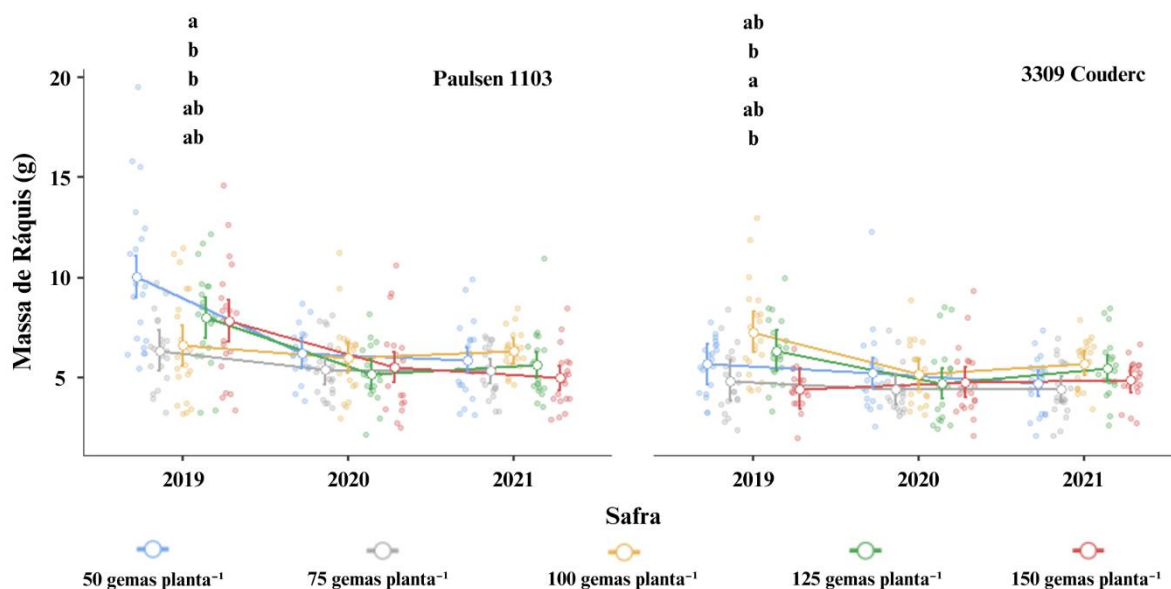 a
b
b
ab
ab
Paulsen 1103
ab
b
a
ab
b
3309 Couderc
Massa de Ráquis (g)
20
15
10
5
2019
2020
2021
2019
2020
2021
Safra
50 gemas planta⁻¹
75 gemas planta⁻¹
100 gemas planta⁻¹
125 gemas planta⁻¹
150 gemas planta⁻¹